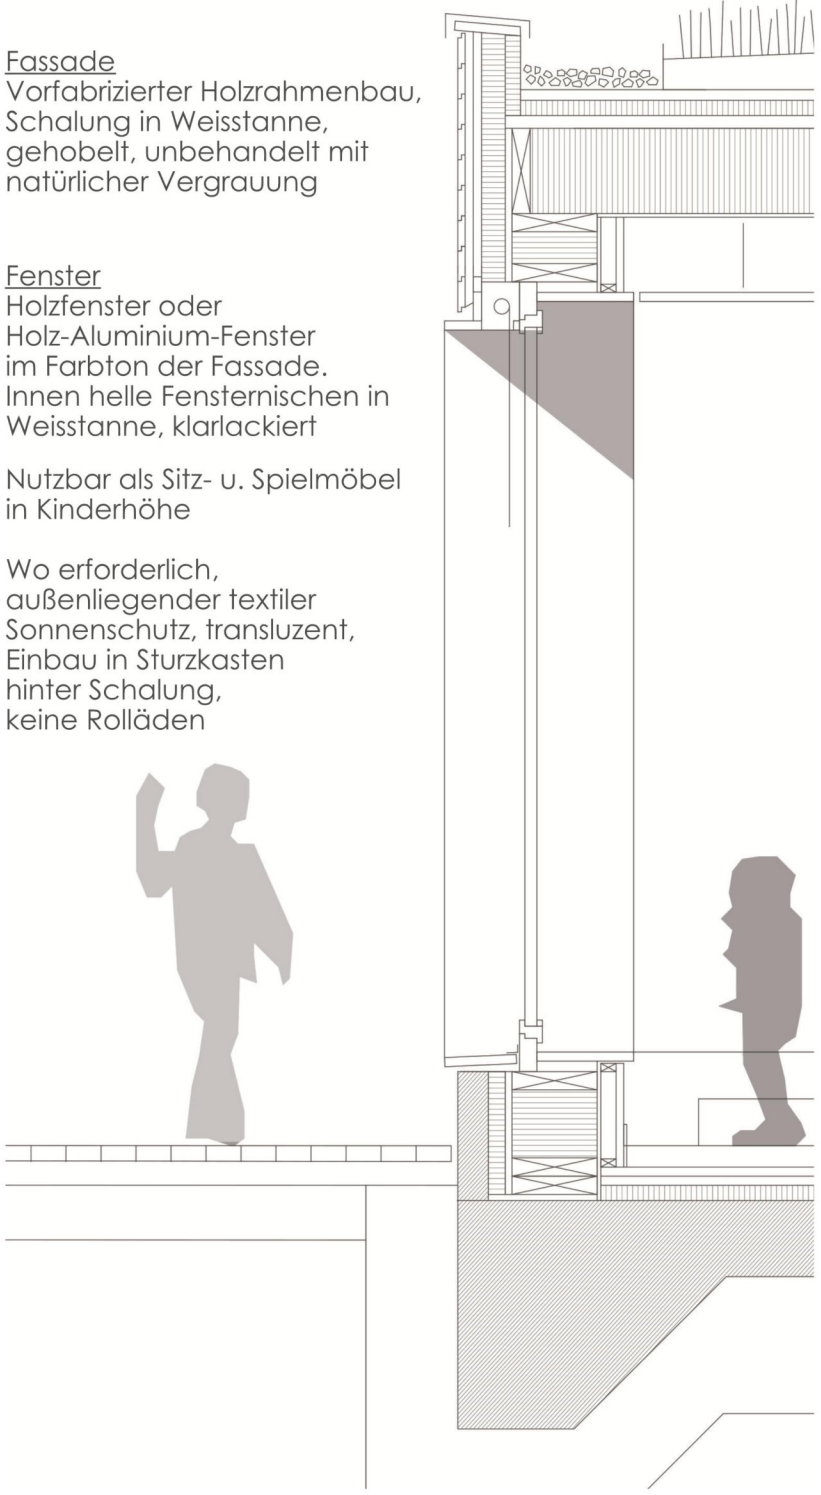 Fassade
Vorfabrizierter Holzrahmenbau,
Schalung in Weisstanne,
gehobelt, unbehandelt mit
natürlicher Vergrauung
Fenster
Holzfenster oder
Holz-Aluminium-Fenster
im Farbton der Fassade.
Innen helle Fensternischen in
Weisstanne, klarlackiert
Nutzbar als Sitz- u. Spielmöbel
in Kinderhöhe
Wo erforderlich,
außenliegender textiler
Sonnenschutz, transluzent,
Einbau in Sturzkasten
hinter Schalung,
keine Rolläden